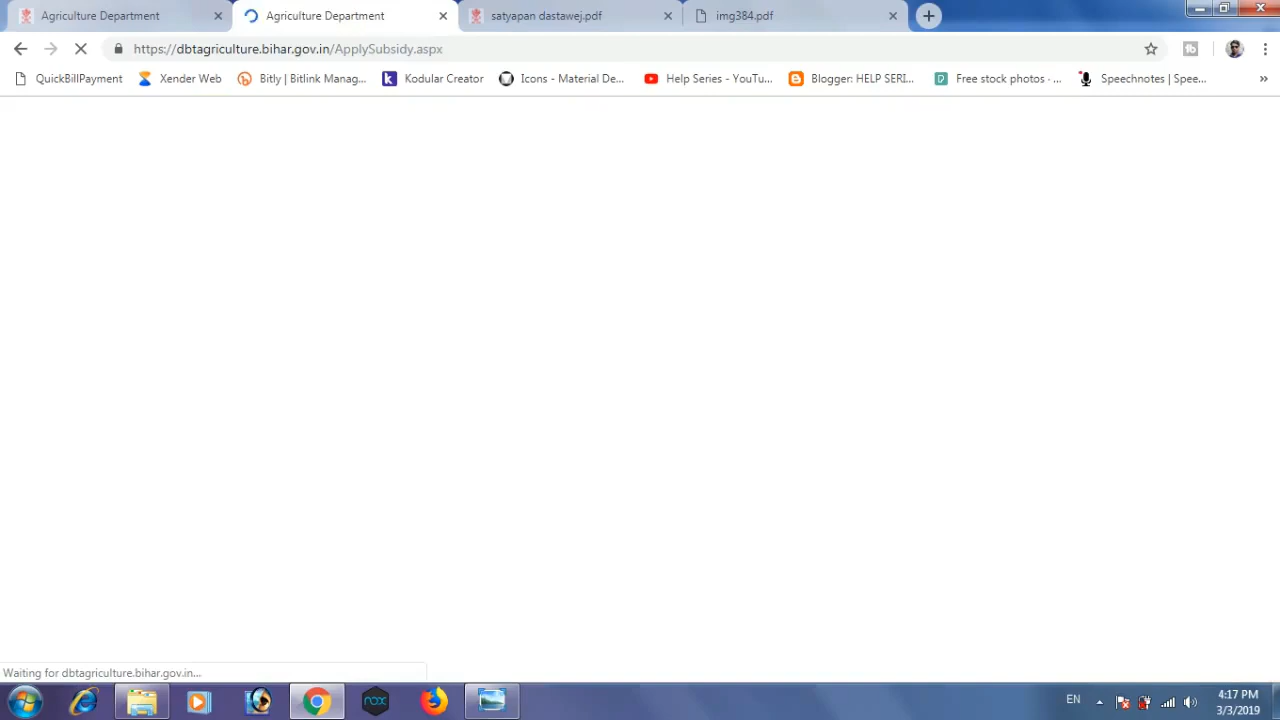 Agriculture Department
Agriculture Department
satyapan dastawej.pdf
img384.pdf
https://dbtagriculture.bihar.gov.in/ApplySubsidy.aspx
QuickBillPayment
Xender Web
Bitly | Bitlink Manag...
Kodular Creator
Icons - Material De...
Help Series - YouTu...
Blogger: HELP SERI...
Free stock photos · ...
Speechnotes | Spee...
»
Waiting for dbtagriculture.bihar.gov.in...
nox
EN
4:17 PM
3/3/2019